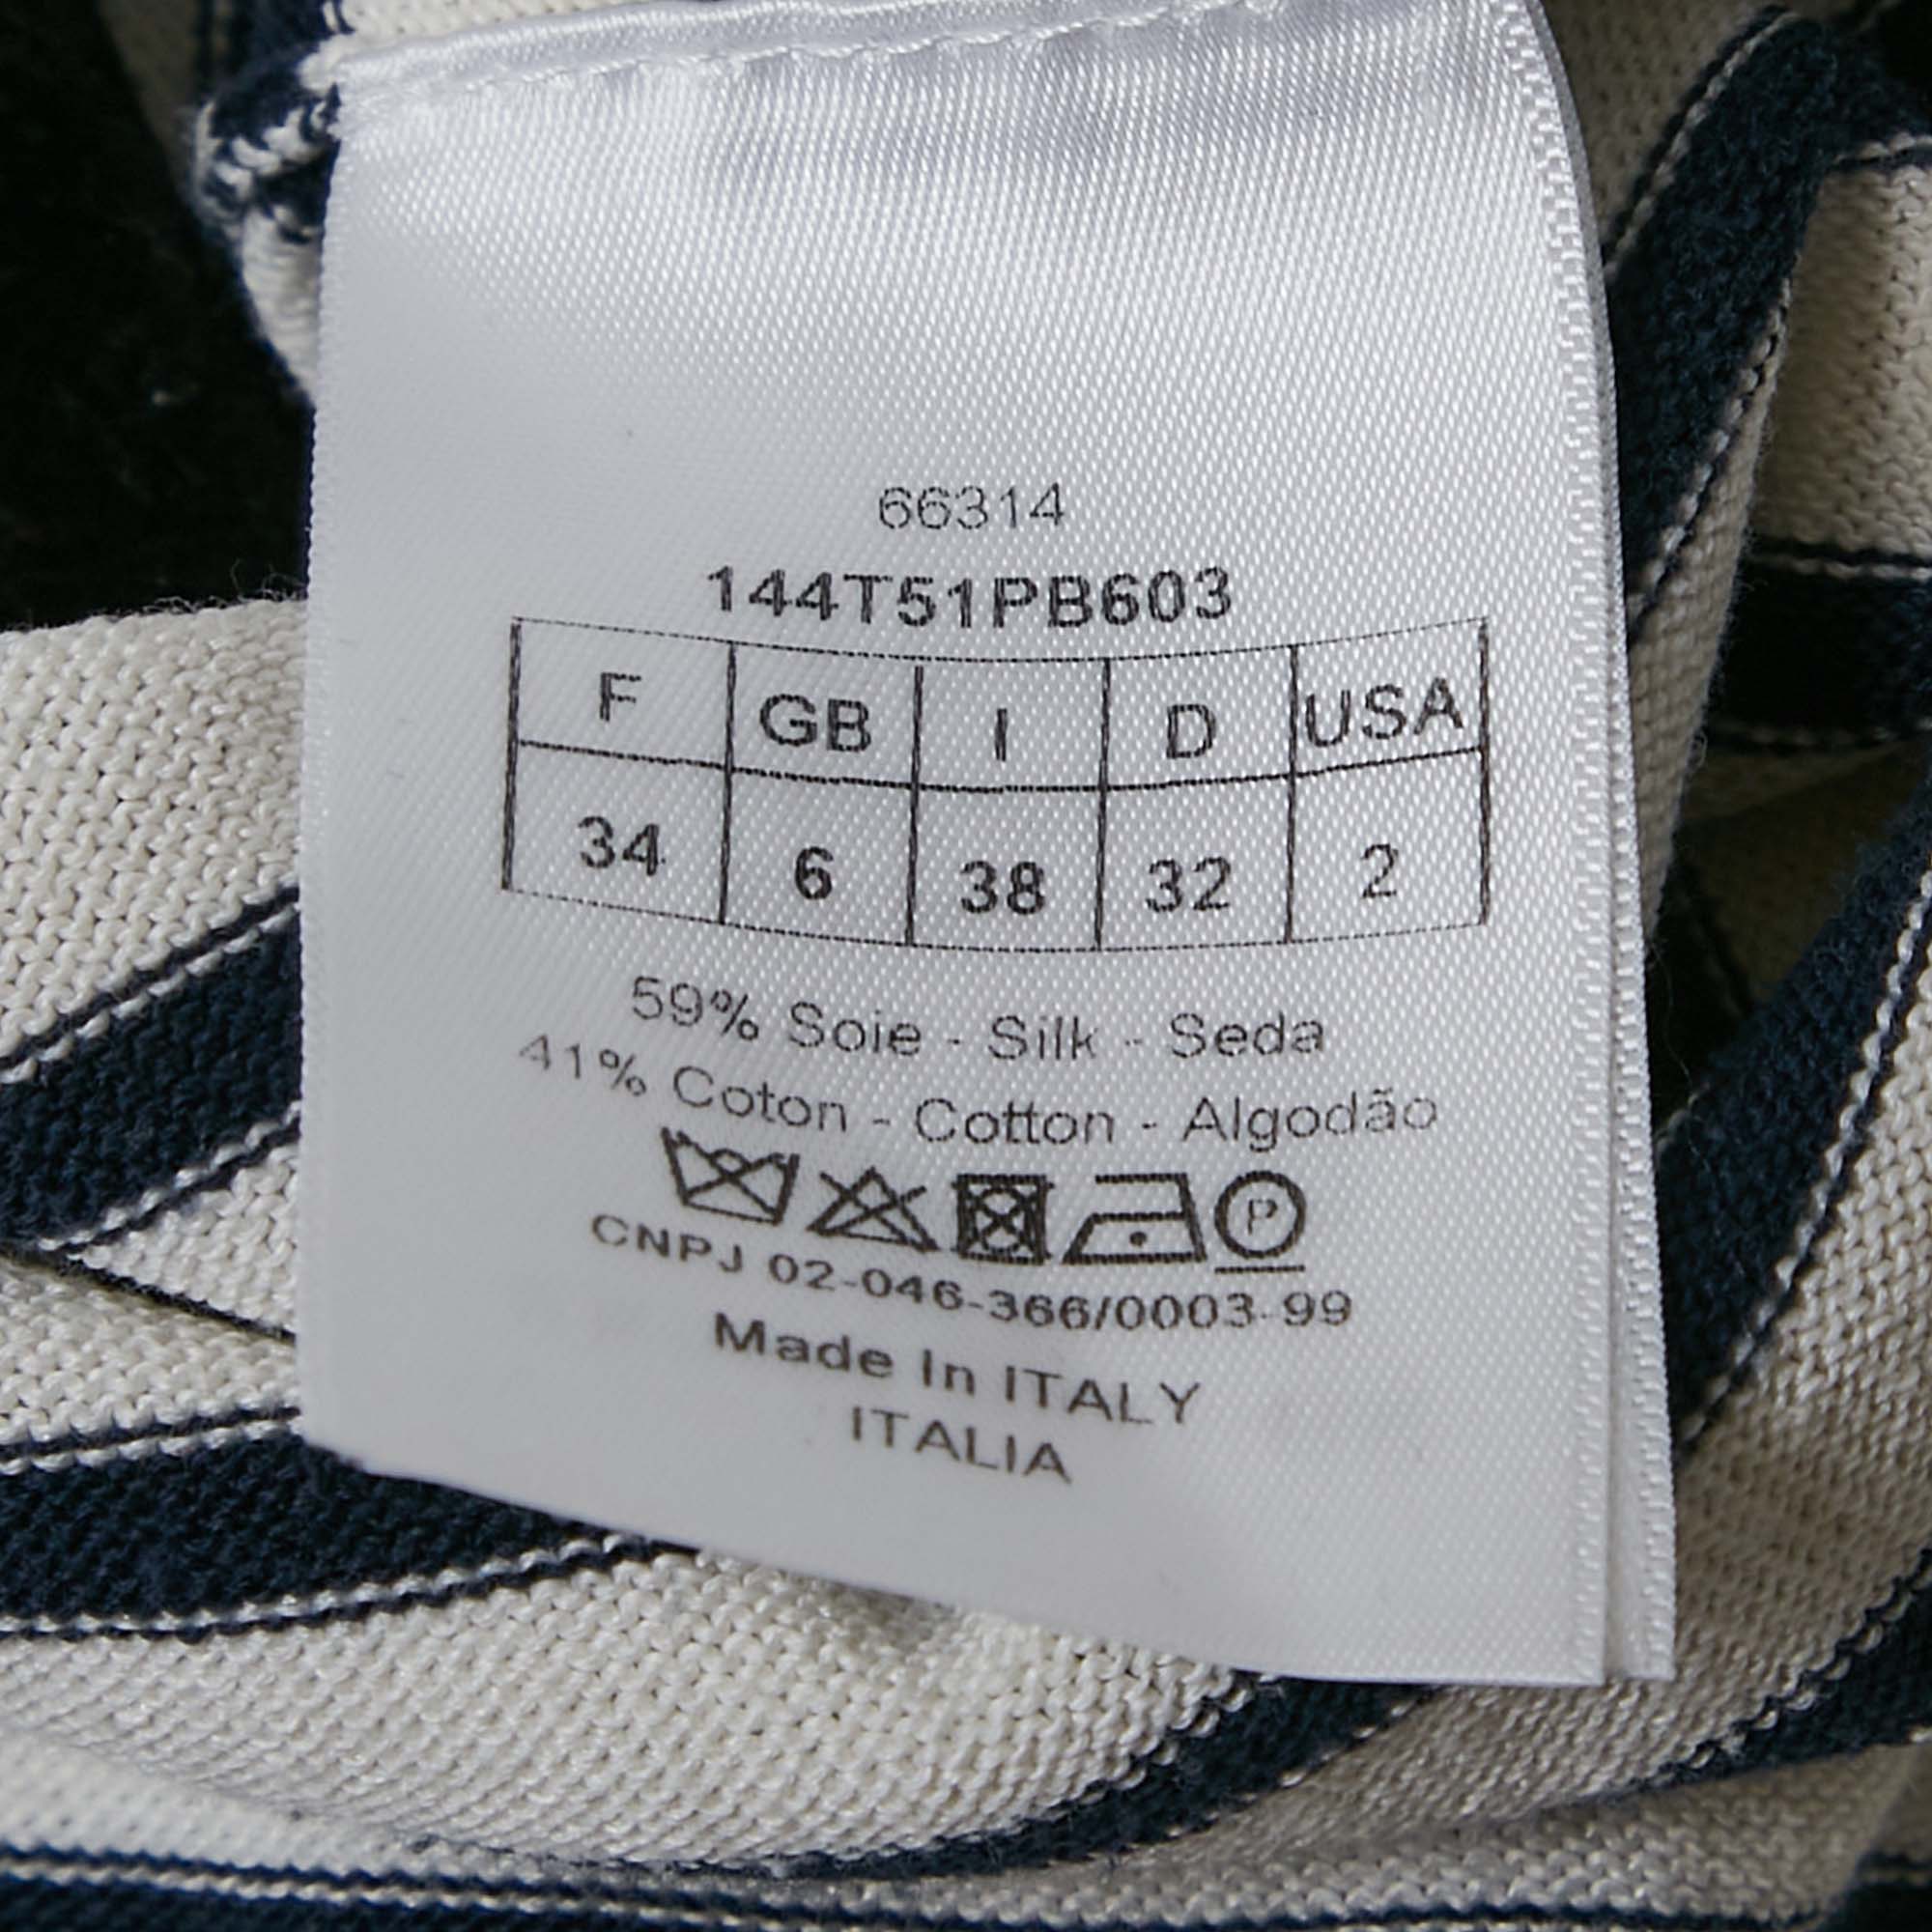 66314
144T51PB603
F GB I D USA
34 6 38 32 2
59% Soie - Silk - Seda
41% Coton - Cotton - Algodão
P
CNPJ 02-046-366/0003-99
Made In ITALY
ITALIA